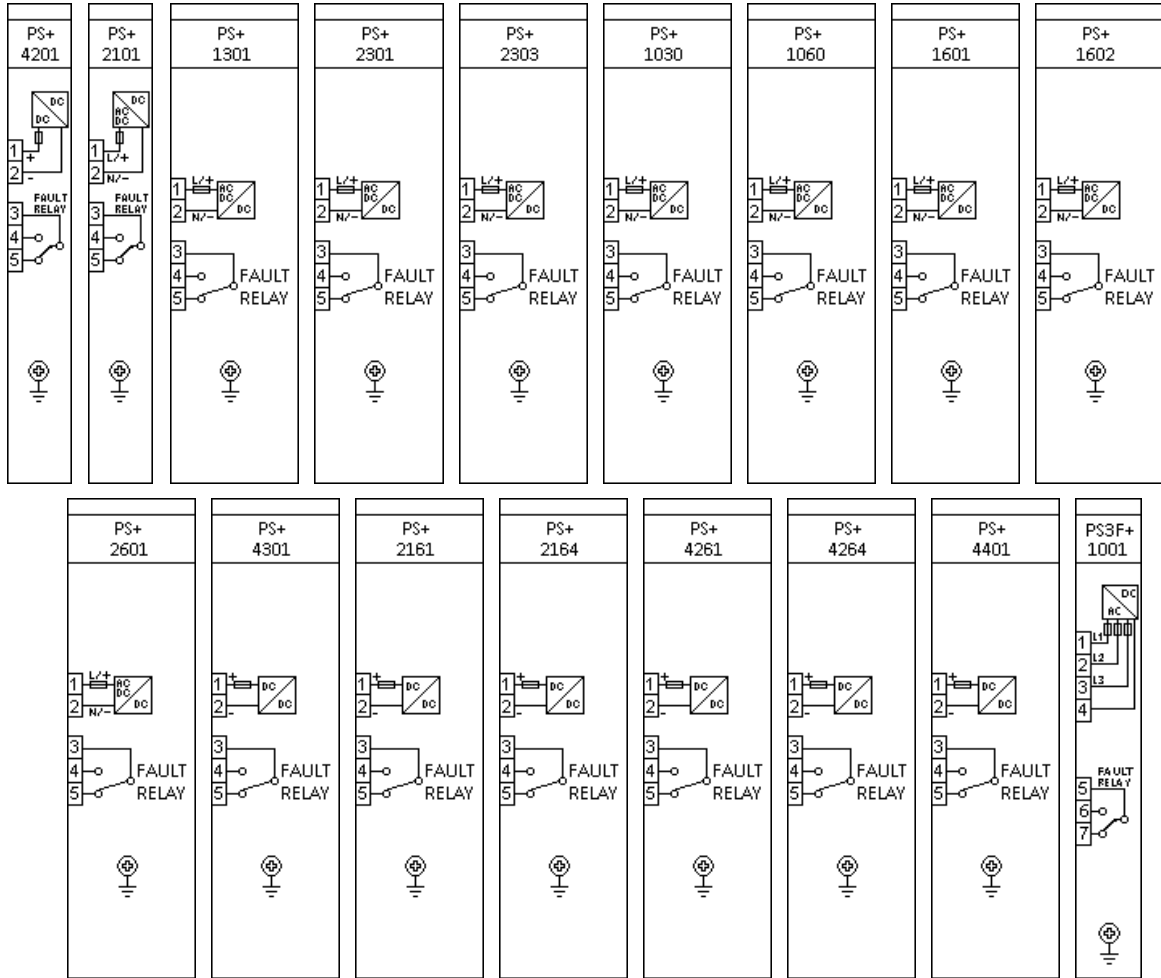 PS+
4201
DC
DC
1
+
2
-
FAULT
RELAY
3
4
5
PS+
2101
DC
AC
DC
1
L/+
2
N/-
FAULT
RELAY
3
4
5
PS+
1301
1 L/+ AC
DC
2 N/- DC
3
4 FAULT
5 RELAY
PS+
2301
1 L/+ AC
DC
2 N/- DC
3
4 FAULT
5 RELAY
PS+
2303
1 L/+ AC
DC
2 N/- DC
3
4 FAULT
5 RELAY
PS+
1030
1 L/+ AC
DC
2 N/- DC
3
4 FAULT
5 RELAY
PS+
1060
1 L/+ AC
DC
2 N/- DC
3
4 FAULT
5 RELAY
PS+
1601
1 L/+ AC
DC
2 N/- DC
3
4 FAULT
5 RELAY
PS+
1602
1 L/+ AC
DC
2 N/- DC
3
4 FAULT
5 RELAY
PS+
2601
1 L/+ AC
DC
2 N/- DC
3
4 FAULT
5 RELAY
PS+
4301
1 + DC
2 - DC
3
4 FAULT
5 RELAY
PS+
2161
1 + DC
2 - DC
3
4 FAULT
5 RELAY
PS+
2164
1 + DC
2 - DC
3
4 FAULT
5 RELAY
PS+
4261
1 + DC
2 - DC
3
4 FAULT
5 RELAY
PS+
4264
1 + DC
2 - DC
3
4 FAULT
5 RELAY
PS+
4401
1 + DC
2 - DC
3
4 FAULT
5 RELAY
PS3F+
1001
DC
AC
1 L1
2 L2
3 L3
4
FAULT
RELAY
5
6
7